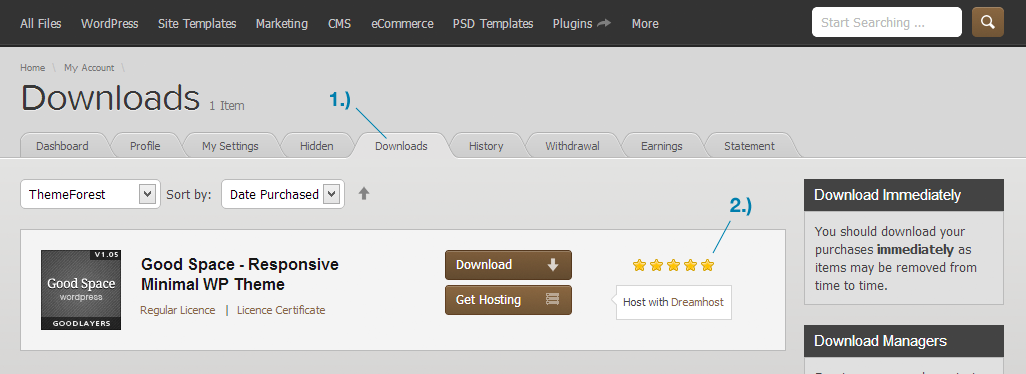 All Files WordPress Site Templates Marketing CMS eCommerce PSD Templates Plugins More Start Searching ...
Home \ My Account \
Downloads 1 Item
1.)
Dashboard Profile My Settings Hidden Downloads History Withdrawal Earnings Statement
ThemeForest Sort by: Date Purchased
2.)
V1.05
Good Space
wordpress
GOODLAYERS
Good Space - Responsive
Minimal WP Theme
Regular Licence | Licence Certificate
Download
Get Hosting
Host with Dreamhost
Download Immediately
You should download your
purchases immediately as
items may be removed from
time to time.
Download Managers